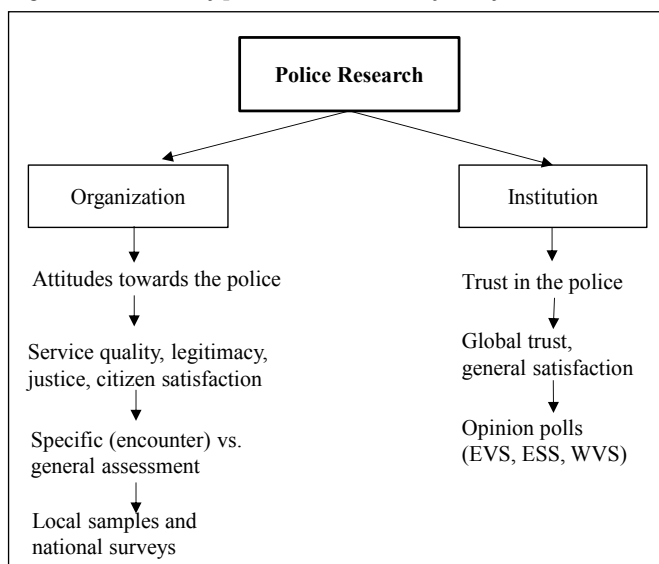 Police Research
Organization
Institution
Attitudes towards the police
Trust in the police
Service quality, legitimacy,
justice, citizen satisfaction
Global trust,
general satisfaction
Specific (encounter) vs.
general assessment
Opinion polls
(EVS, ESS, WVS)
Local samples and
national surveys